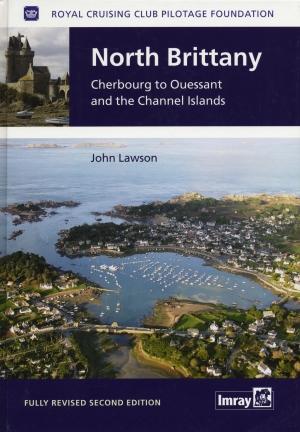 ROYAL CRUISING CLUB PILOTAGE FOUNDATION
North Brittany
Cherbourg to Ouessant
and the Channel Islands
John Lawson
FULLY REVISED SECOND EDITION
Imray